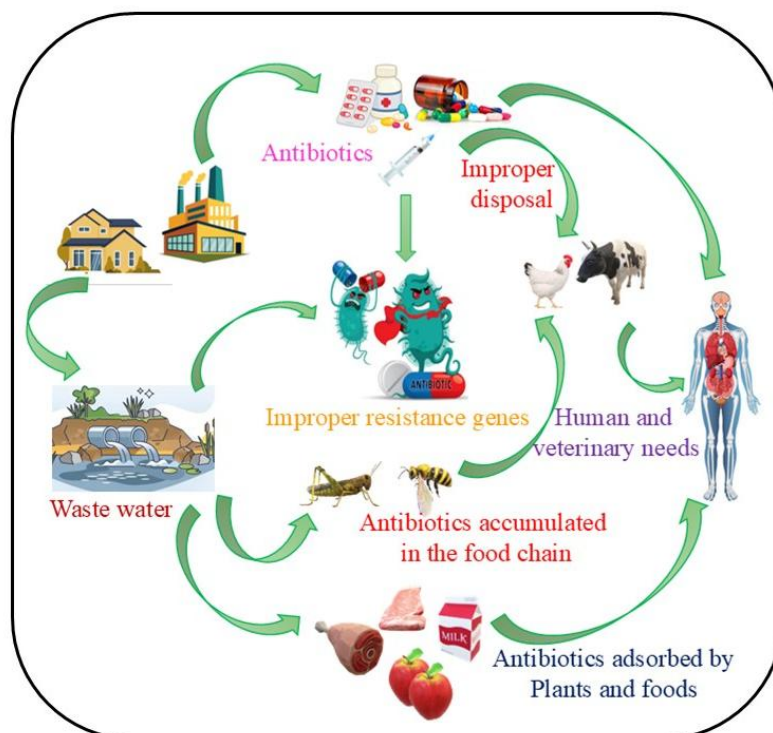 Antibiotics
Improper
disposal
ANTIBIOTIC
Improper resistance genes
Human and
veterinary needs
Waste water
Antibiotics accumulated
in the food chain
MILK
Antibiotics adsorbed by
Plants and foods